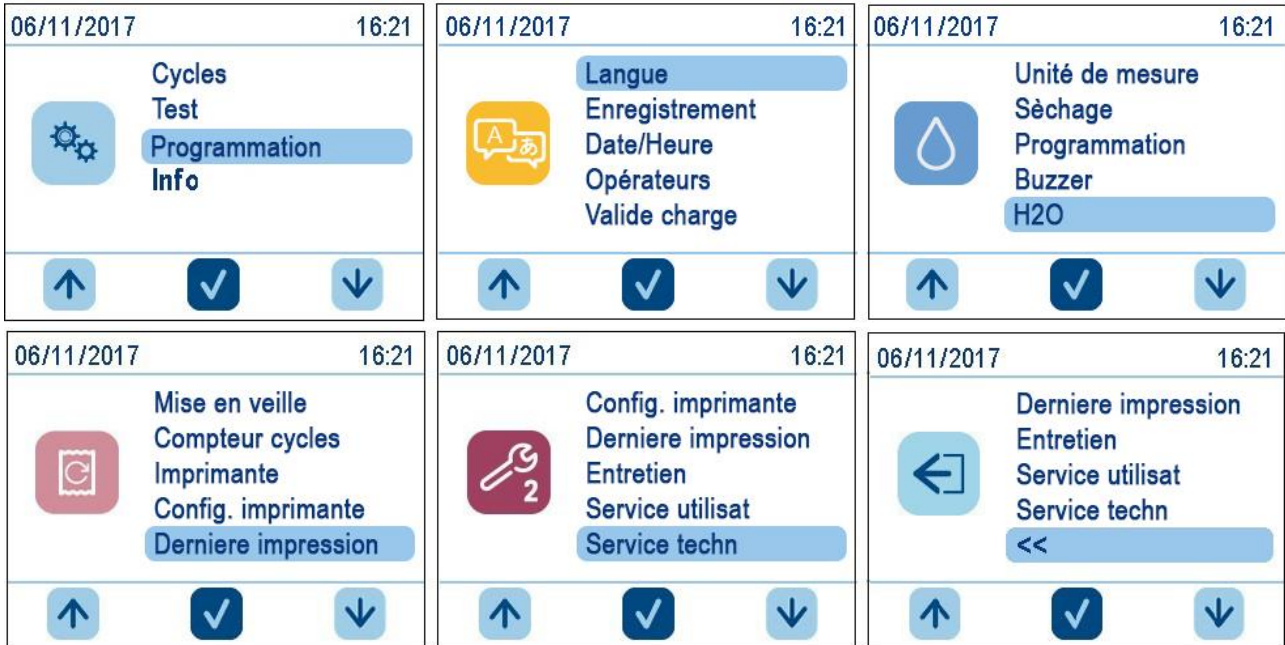 06/11/2017 16:21
Cycles
Test
Programmation
Info
06/11/2017 16:21
A あ
Langue
Enregistrement
Date/Heure
Opérateurs
Valide charge
06/11/2017 16:21
Unité de mesure
Sèchage
Programmation
Buzzer
H2O
06/11/2017 16:21
Mise en veille
Compteur cycles
Imprimante
Config. imprimante
Derniere impression
06/11/2017 16:21
2
Config. imprimante
Derniere impression
Entretien
Service utilisat
Service techn
06/11/2017 16:21
Derniere impression
Entretien
Service utilisat
Service techn
<<